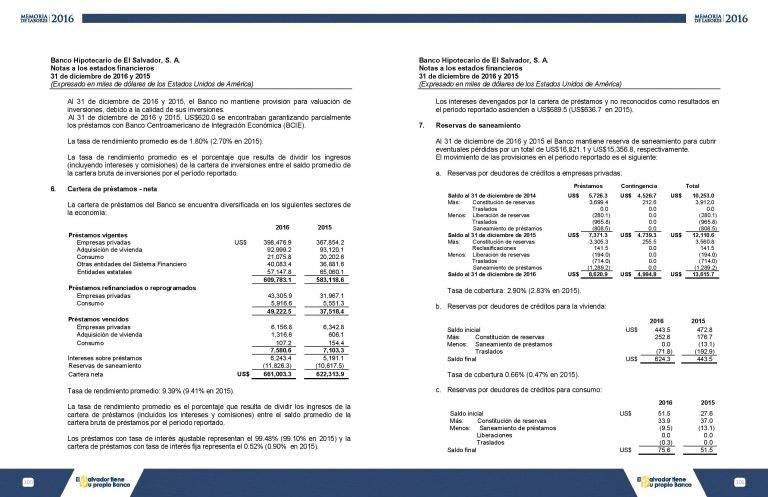 MEMORIA DE LABORES 2016
Banco Hipotecario de El Salvador, S. A.
Notas a los estados financieros
31 de diciembre de 2016 y 2015
(Expresado en miles de dólares de los Estados Unidos de América)
Al 31 de diciembre de 2016 y 2015, el Banco no mantiene provisión para valuación de
inversiones, debido a la calidad de sus inversiones.
Al 31 de diciembre de 2016 y 2015, US$620.0 se encontraban garantizando parcialmente
los préstamos con Banco Centroamericano de Integración Económica (BCIE).
La tasa de rendimiento promedio es de 1.80% (2.70% en 2015).
La tasa de rendimiento promedio es el porcentaje que resulta de dividir los ingresos
(incluyendo intereses y comisiones) de la cartera de inversiones entre el saldo promedio de
la cartera bruta de inversiones por el período reportado.
6. Cartera de préstamos - neta
La cartera de préstamos del Banco se encuentra diversificada en los siguientes sectores de
la economía:
2016 2015
Préstamos vigentes
Empresas privadas US$ 398,476.9 367,854.2
Adquisición de vivienda 92,999.2 93,120.1
Consumo 21,075.8 20,202.6
Otras entidades del Sistema Financiero 40,083.4 36,881.6
Entidades estatales 57,147.8 65,060.1
609,783.1 583,118.6
Préstamos refinanciados o reprogramados
Empresas privadas 43,305.9 31,967.1
Consumo 5,916.6 5,551.3
49,222.5 37,518.4
Préstamos vencidos
Empresas privadas 6,156.8 6,342.8
Adquisición de vivienda 1,316.6 606.1
Consumo 107.2 154.4
7,580.6 7,103.3
Intereses sobre préstamos 6,243.4 5,191.1
Reservas de saneamiento (11,826.3) (10,617.5)
Cartera neta US$ 661,003.3 622,313.9
Tasa de rendimiento promedio: 9.39% (9.41% en 2015).
La tasa de rendimiento promedio es el porcentaje que resulta de dividir los ingresos de la
cartera de préstamos (incluidos los intereses y comisiones) entre el saldo promedio de la
cartera bruta de préstamos por el período reportado.
Los préstamos con tasa de interés ajustable representan el 99.48% (99.10% en 2015) y la
cartera de préstamos con tasa de interés fija representa el 0.52% (0.90% en 2015).
El Salvador tiene
su propio Banco
MEMORIA DE LABORES 2016
Banco Hipotecario de El Salvador, S. A.
Notas a los estados financieros
31 de diciembre de 2016 y 2015
(Expresado en miles de dólares de los Estados Unidos de América)
Los intereses devengados por la cartera de préstamos y no reconocidos como resultados en
el período reportado ascienden a US$689.5 (US$636.7 en 2015).
7. Reservas de saneamiento
Al 31 de diciembre de 2016 y 2015 el Banco mantiene reserva de saneamiento para cubrir
eventuales pérdidas por un total de US$16,821.1 y US$15,356.8, respectivamente.
El movimiento de las provisiones en el periodo reportado es el siguiente:
a. Reservas por deudores de créditos a empresas privadas:
Préstamos Contingencia Total
Saldo al 31 de diciembre de 2014 US$ 5,726.3 US$ 4,526.7 US$ 10,253.0
Más: Constitución de reservas 3,699.4 212.6 3,912.0
Traslados 0.0 0.0 0.0
Menos: Liberación de reservas (280.1) 0.0 (280.1)
Traslados (965.8) 0.0 (965.8)
Saneamiento de préstamos (808.5) 0.0 (808.5)
Saldo al 31 de diciembre de 2015 US$ 7,371.3 US$ 4,739.3 US$ 12,110.6
Más: Constitución de reservas 3,305.3 255.5 3,560.8
Reclasificaciones 141.5 0.0 141.5
Menos: Liberación de reservas (194.0) 0.0 (194.0)
Traslados (714.0) 0.0 (714.0)
Saneamiento de préstamos (1,289.2) 0.0 (1,289.2)
Saldo al 31 de diciembre de 2016 US$ 8,620.9 US$ 4,994.8 US$ 13,615.7
Tasa de cobertura: 2.90% (2.83% en 2015).
b. Reservas por deudores de créditos para la vivienda:
2016 2015
Saldo inicial US$ 443.5 472.8
Más: Constitución de reservas 252.6 176.7
Menos: Saneamiento de préstamos 0.0 (13.1)
Traslados (71.8) (192.9)
Saldo final US$ 624.3 443.5
Tasa de cobertura 0.66% (0.47% en 2015).
c. Reservas por deudores de créditos para consumo:
2016 2015
Saldo inicial US$ 51.5 27.6
Más: Constitución de reservas 33.9 37.0
Menos: Saneamiento de préstamos (9.5) (13.1)
Liberaciones 0.0 0.0
Traslados (0.3) 0.0
Saldo final US$ 75.6 51.5
El Salvador tiene
su propio Banco